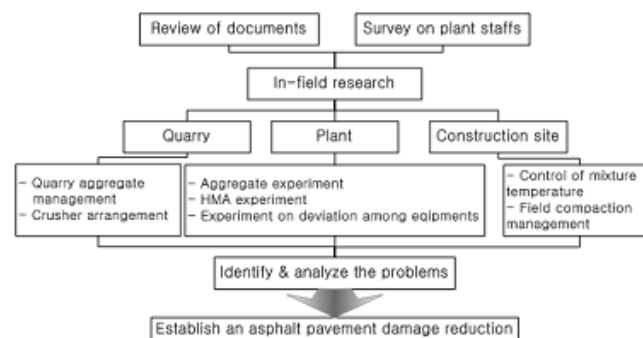 Review of documents
Survey on plant staffs
In-field research
Quarry
Plant
Construction site
- Quarry aggregate
management
- Crusher arrangement
- Aggregate experiment
- HMA experiment
- Experiment on deviation among eqipments
- Control of mixture
temperature
- Field compaction
management
Identify & analyze the problems
Establish an asphalt pavement damage reduction